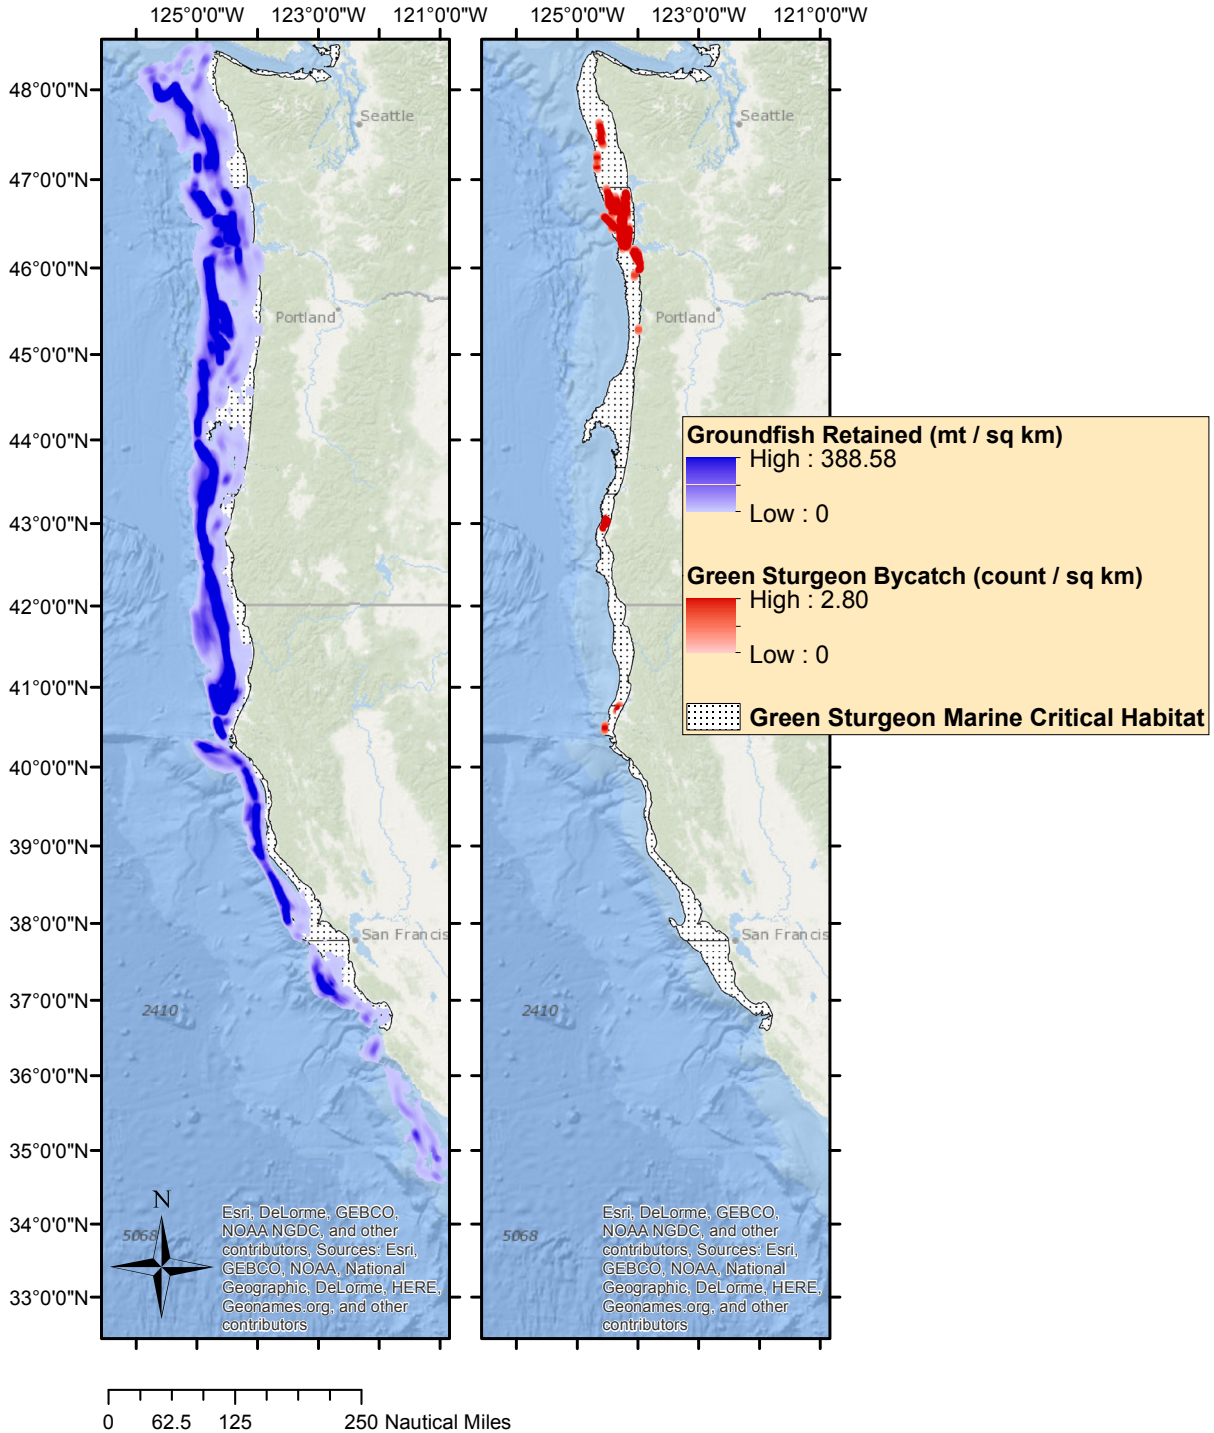 125°0'0"W 123°0'0"W 121°0'0"W 125°0'0"W 123°0'0"W 121°0'0"W
48°0'0"N
47°0'0"N
46°0'0"N
45°0'0"N
44°0'0"N
43°0'0"N
42°0'0"N
41°0'0"N
40°0'0"N
39°0'0"N
38°0'0"N
37°0'0"N
36°0'0"N
35°0'0"N
34°0'0"N
33°0'0"N
Seattle
Portland
San Francis
2410
5068
N
Esri, DeLorme, GEBCO,
NOAA NGDC, and other
contributors, Sources: Esri,
GEBCO, NOAA, National
Geographic, DeLorme, HERE,
Geonames.org, and other
contributors
Seattle
Portland
San Francis
2410
5068
Esri, DeLorme, GEBCO,
NOAA NGDC, and other
contributors, Sources: Esri,
GEBCO, NOAA, National
Geographic, DeLorme, HERE,
Geonames.org, and other
contributors
Groundfish Retained (mt / sq km)
High : 388.58
Low : 0
Green Sturgeon Bycatch (count / sq km)
High : 2.80
Low : 0
Green Sturgeon Marine Critical Habitat
0 62.5 125 250 Nautical Miles